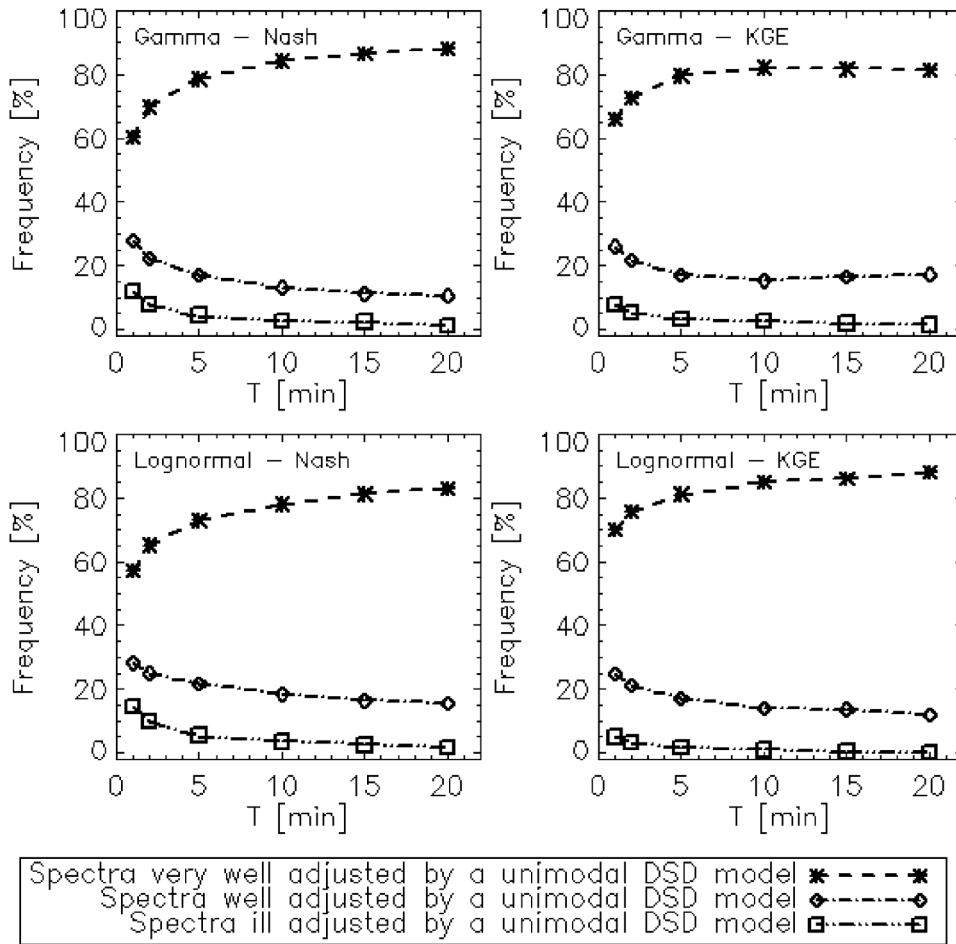 Gamma – Nash
Frequency [%]
100
80
60
40
20
0
0 5 10 15 20
T [min]
Gamma – KGE
Frequency [%]
100
80
60
40
20
0
0 5 10 15 20
T [min]
Lognormal – Nash
Frequency [%]
100
80
60
40
20
0
0 5 10 15 20
T [min]
Lognormal – KGE
Frequency [%]
100
80
60
40
20
0
0 5 10 15 20
T [min]
Spectra very well adjusted by a unimodal DSD model
Spectra well adjusted by a unimodal DSD model
Spectra ill adjusted by a unimodal DSD model